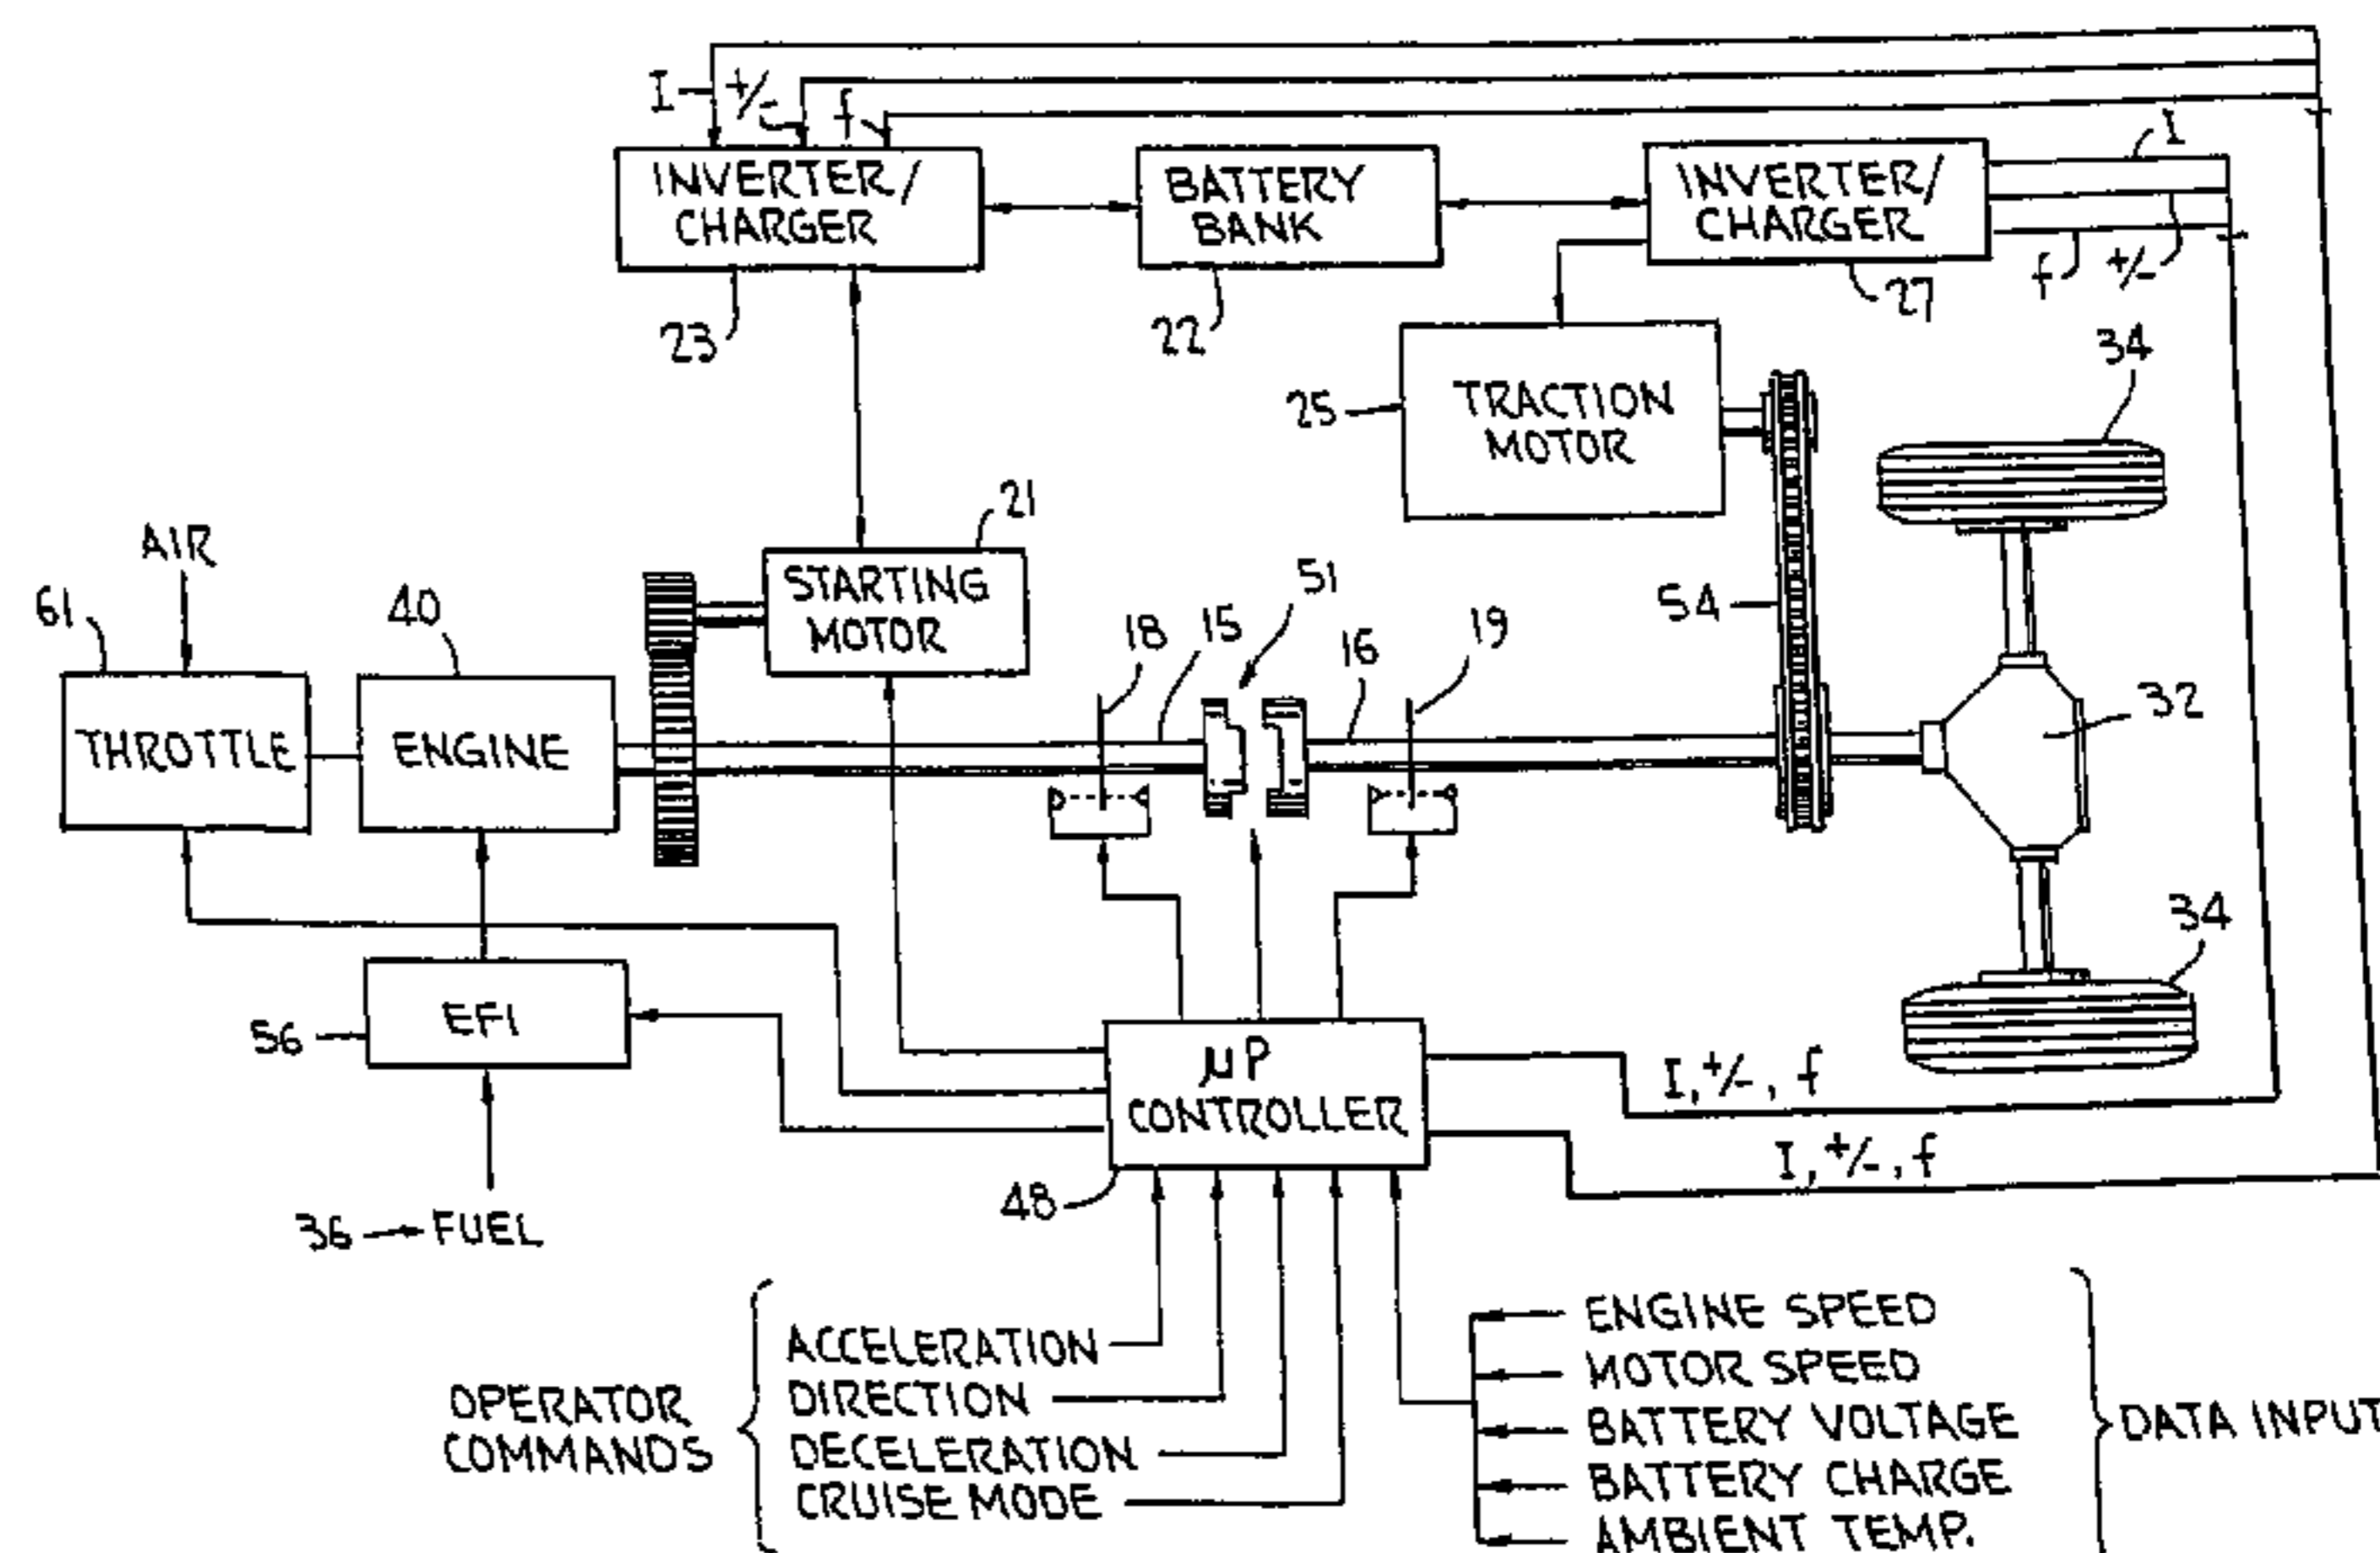 I
+/-
f
INVERTER/
CHARGER
23
BATTERY
BANK
22
INVERTER/
CHARGER
27
I
f
+/-
TRACTION
MOTOR
25
34
54
32
34
AIR
61
THROTTLE
40
ENGINE
STARTING
MOTOR
21
18
15
51
16
19
EFI
56
36
FUEL
µP
CONTROLLER
48
I, +/-, f
I, +/-, f
OPERATOR
COMMANDS
ACCELERATION
DIRECTION
DECELERATION
CRUISE MODE
ENGINE SPEED
MOTOR SPEED
BATTERY VOLTAGE
BATTERY CHARGE
AMBIENT TEMP.
DATA INPUT